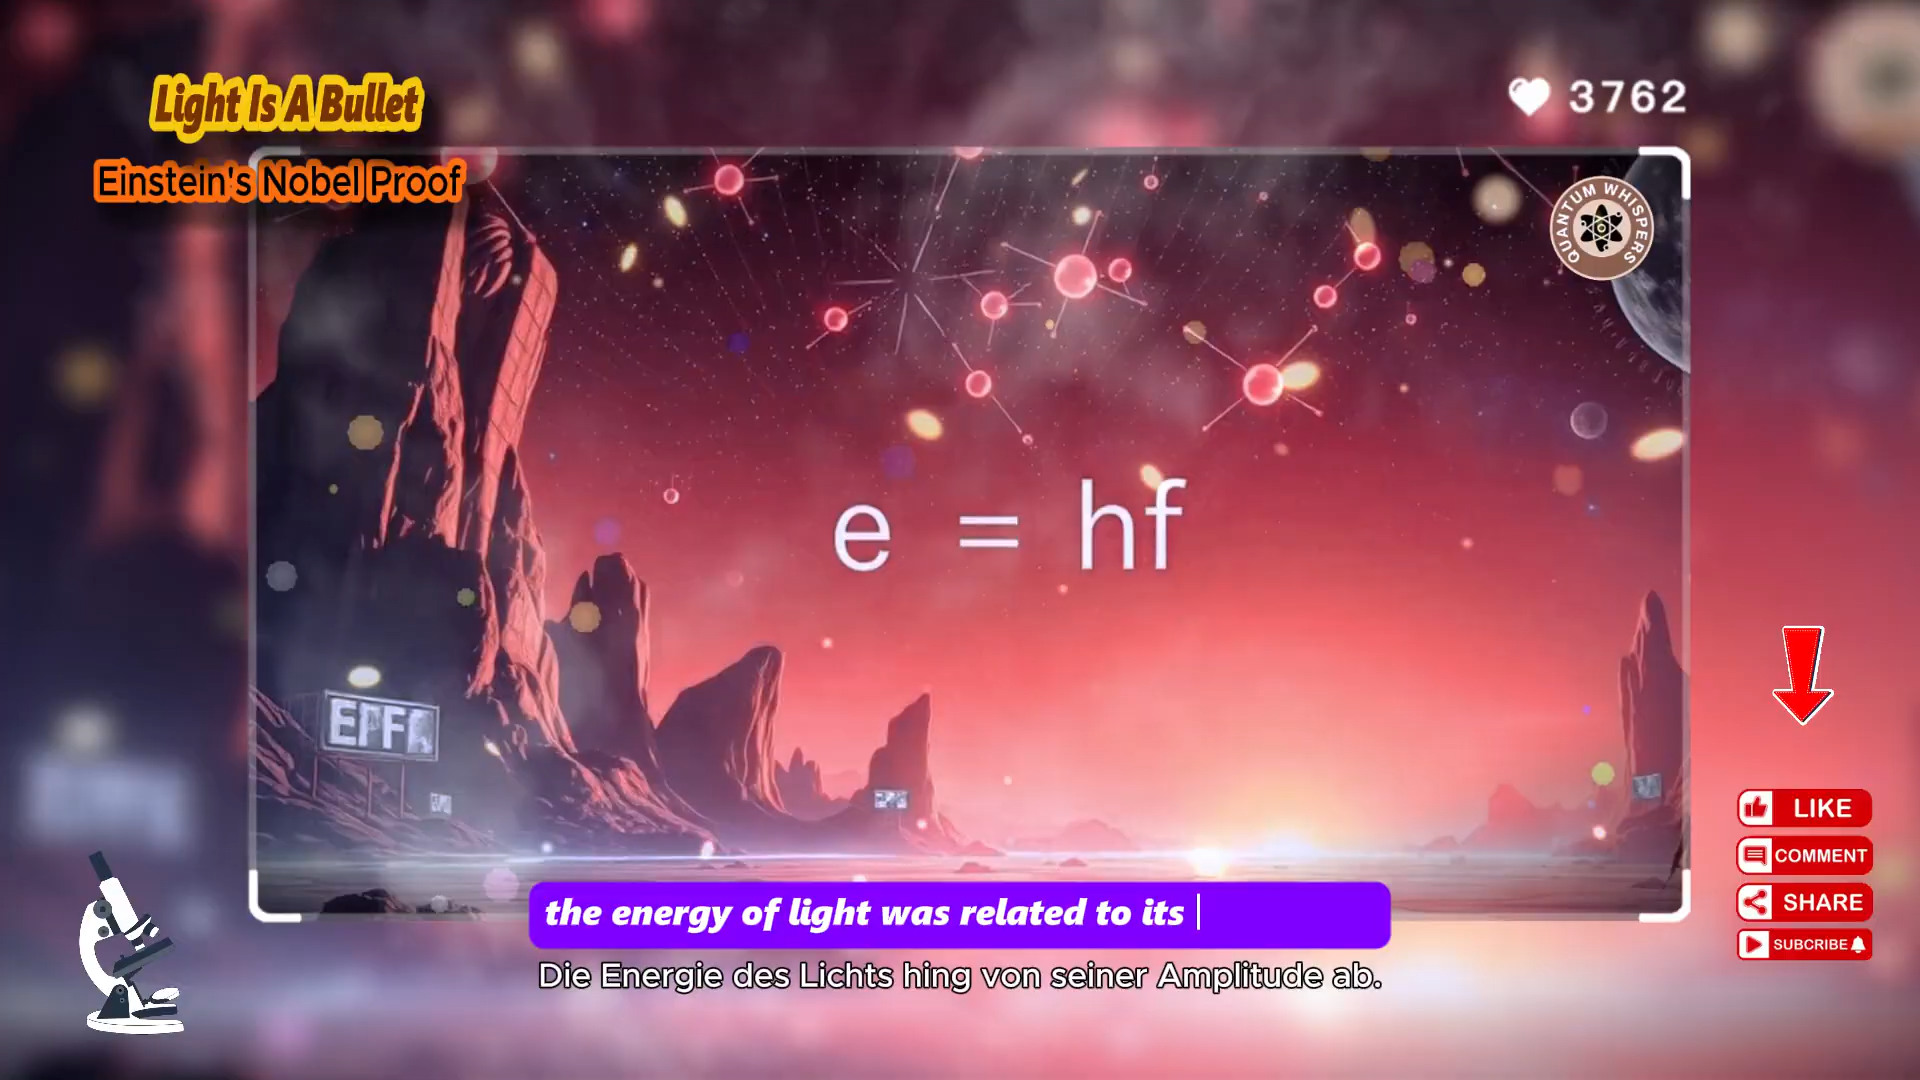 Light Is A Bullet
Einstein's Nobel Proof
3762
QUANTUM WHISPERS
e = hf
LIKE
COMMENT
SHARE
SUBCRIBE
the energy of light was related to its
Die Energie des Lichts hing von seiner Amplitude ab.